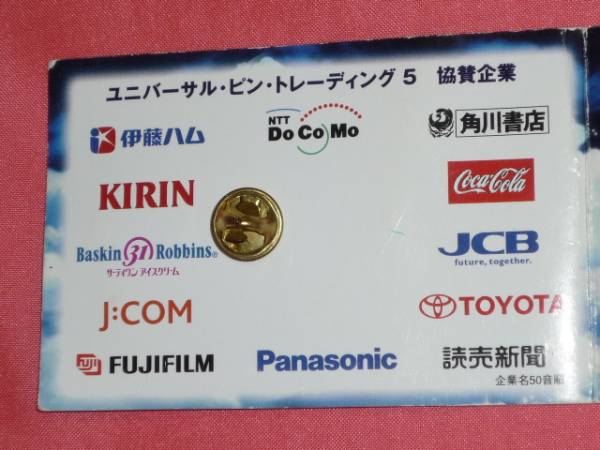 ユニバーサル・ピン・トレーディング 5 協賛企業
伊藤ハム
NTT
DoCoMo
角川書店
KIRIN
Coca-Cola
Baskin 31 Robbins®
サーティワン アイスクリーム
JCB
future, together.
J:COM
TOYOTA
FUJI FUJIFILM
Panasonic
読売新聞
企業名50音順